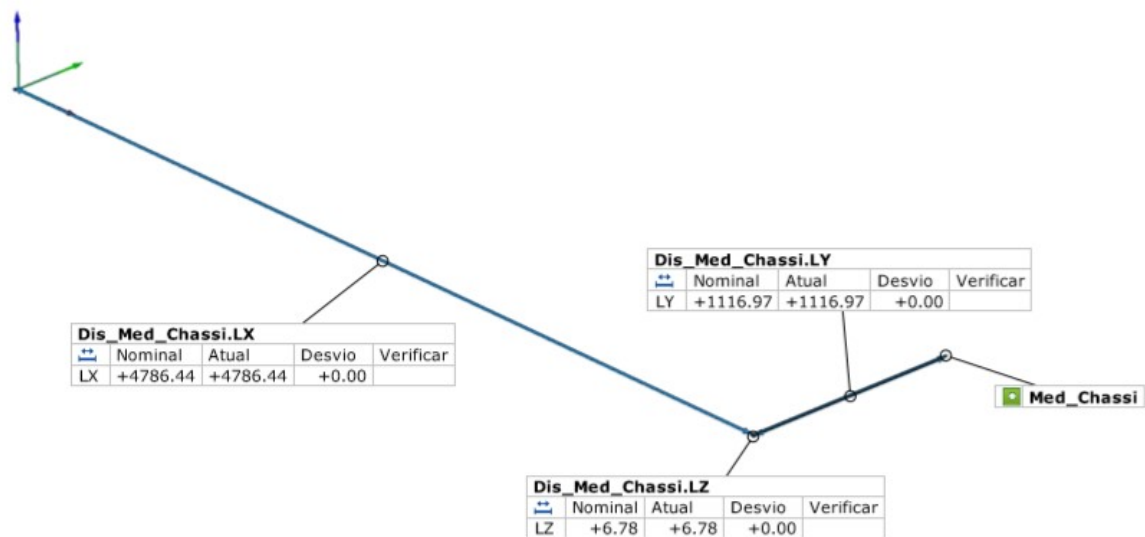 Dis_Med_Chassi.LY
Nominal Atual Desvio Verificar
LY +1116.97 +1116.97 +0.00
Dis_Med_Chassi.LX
Nominal Atual Desvio Verificar
LX +4786.44 +4786.44 +0.00
Med_Chassi
Dis_Med_Chassi.LZ
Nominal Atual Desvio Verificar
LZ +6.78 +6.78 +0.00